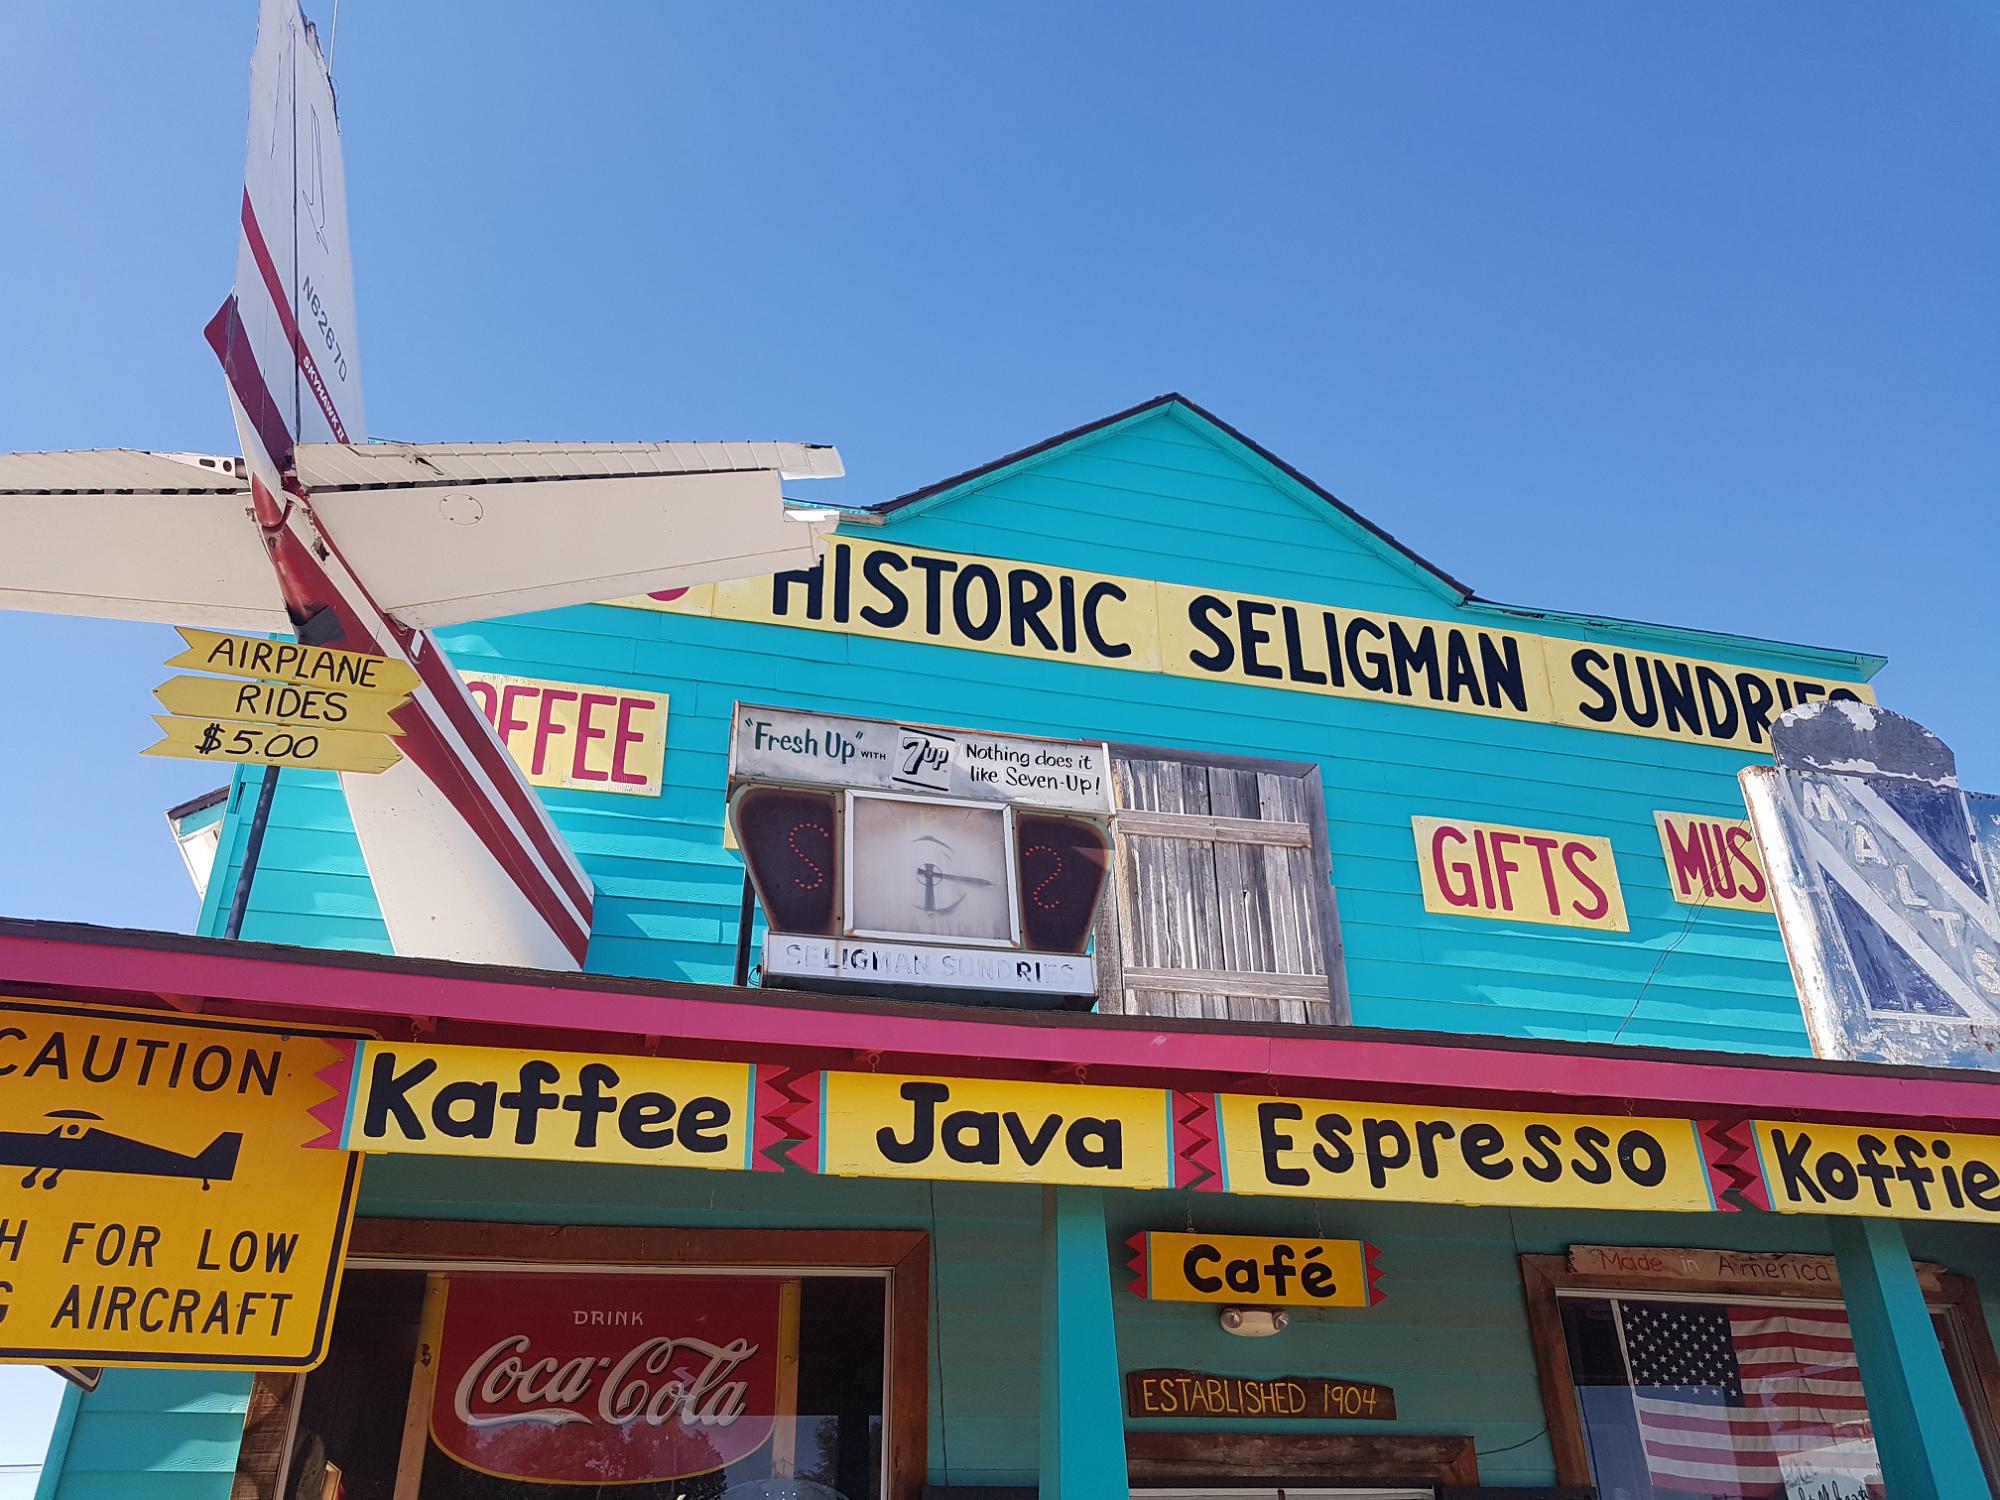 N6267D
SKYHAWK II
HISTORIC SELIGMAN SUNDRIES
AIRPLANE
RIDES
$5.00
OFFEE
"Fresh Up" WITH 7up Nothing does it
like Seven-Up!
S
S
SELIGMAN SUNDRIES
GIFTS
MUS
MALTS
CAUTION
H FOR LOW
G AIRCRAFT
Kaffee
Java
Espresso
Koffie
Café
ESTABLISHED 1904
DRINK
Coca-Cola
Made in America